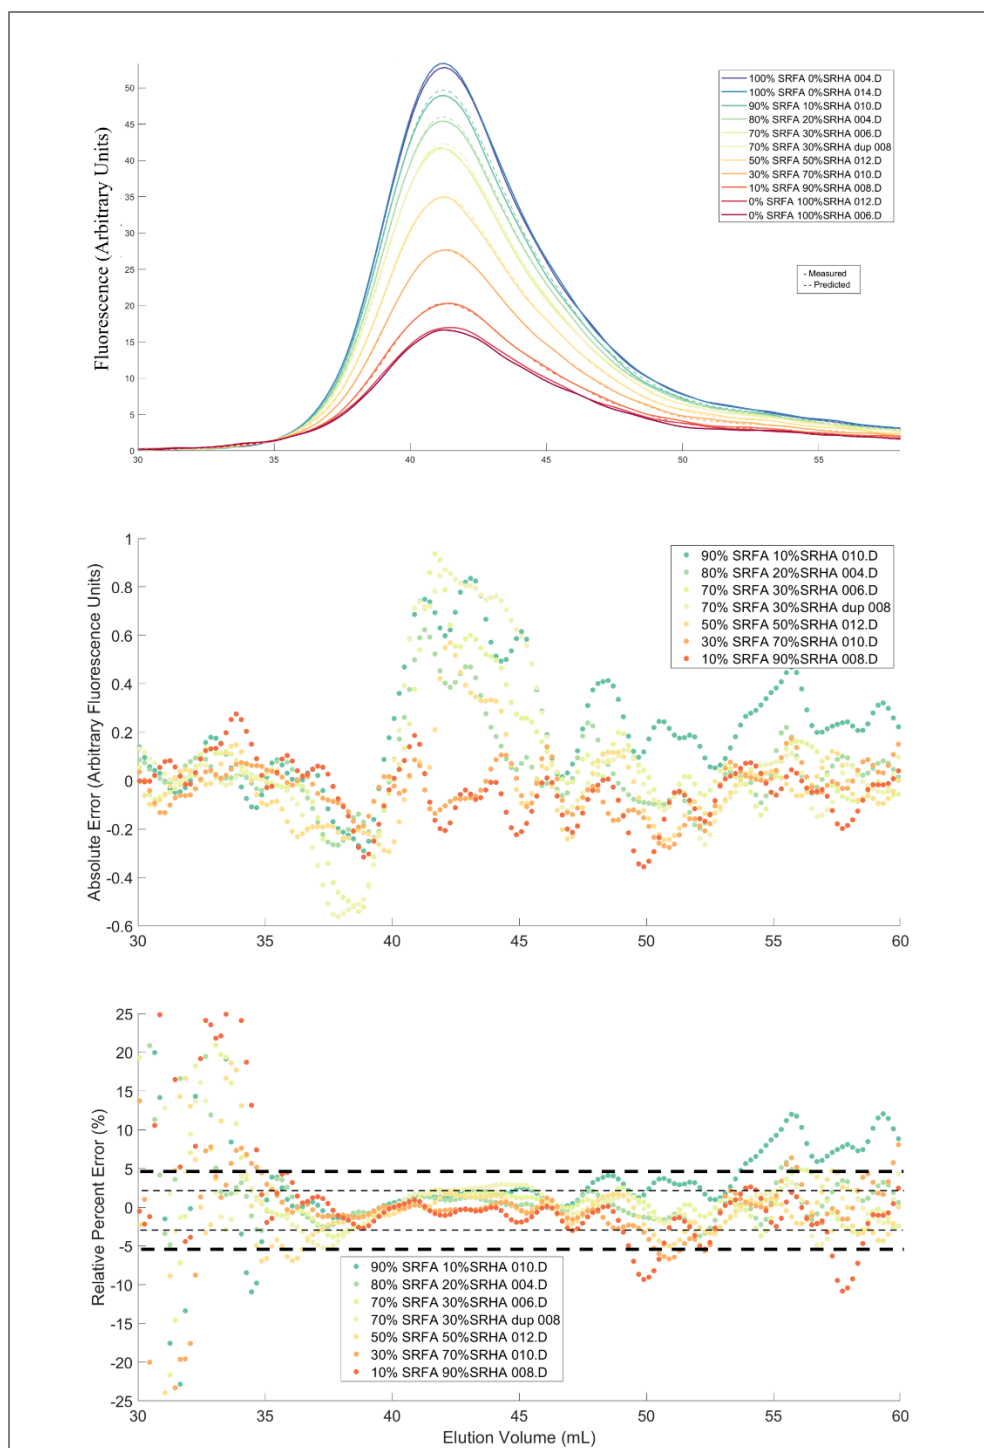 50
45
40
35
30
25
20
15
10
5
0
Fluorescence (Arbitrary Units)
30
35
40
45
50
55
100% SRFA 0%SRHA 004.D
100% SRFA 0%SRHA 014.D
90% SRFA 10%SRHA 010.D
80% SRFA 20%SRHA 004.D
70% SRFA 30%SRHA 006.D
70% SRFA 30%SRHA dup 008
50% SRFA 50%SRHA 012.D
30% SRFA 70%SRHA 010.D
10% SRFA 90%SRHA 008.D
0% SRFA 100%SRHA 012.D
0% SRFA 100%SRHA 006.D
- Measured
-- Predicted
1
0.8
0.6
0.4
0.2
0
-0.2
-0.4
-0.6
Absolute Error (Arbitrary Fluorescence Units)
30
35
40
45
50
55
60
90% SRFA 10%SRHA 010.D
80% SRFA 20%SRHA 004.D
70% SRFA 30%SRHA 006.D
70% SRFA 30%SRHA dup 008
50% SRFA 50%SRHA 012.D
30% SRFA 70%SRHA 010.D
10% SRFA 90%SRHA 008.D
25
20
15
10
5
0
-5
-10
-15
-20
-25
Relative Percent Error (%)
90% SRFA 10%SRHA 010.D
80% SRFA 20%SRHA 004.D
70% SRFA 30%SRHA 006.D
70% SRFA 30%SRHA dup 008
50% SRFA 50%SRHA 012.D
30% SRFA 70%SRHA 010.D
10% SRFA 90%SRHA 008.D
30
35
40
45
50
55
60
Elution Volume (mL)